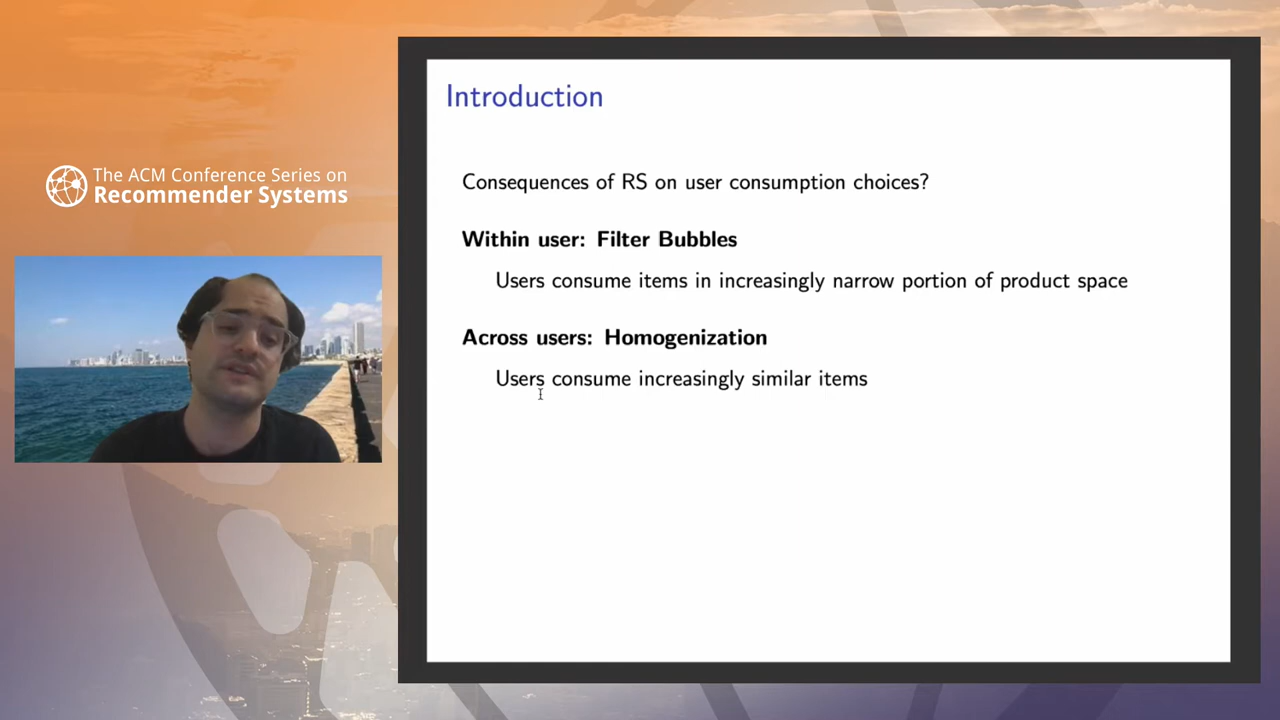 The ACM Conference Series on
Recommender Systems
Introduction
Consequences of RS on user consumption choices?
Within user: Filter Bubbles
Users consume items in increasingly narrow portion of product space
Across users: Homogenization
Users consume increasingly similar items